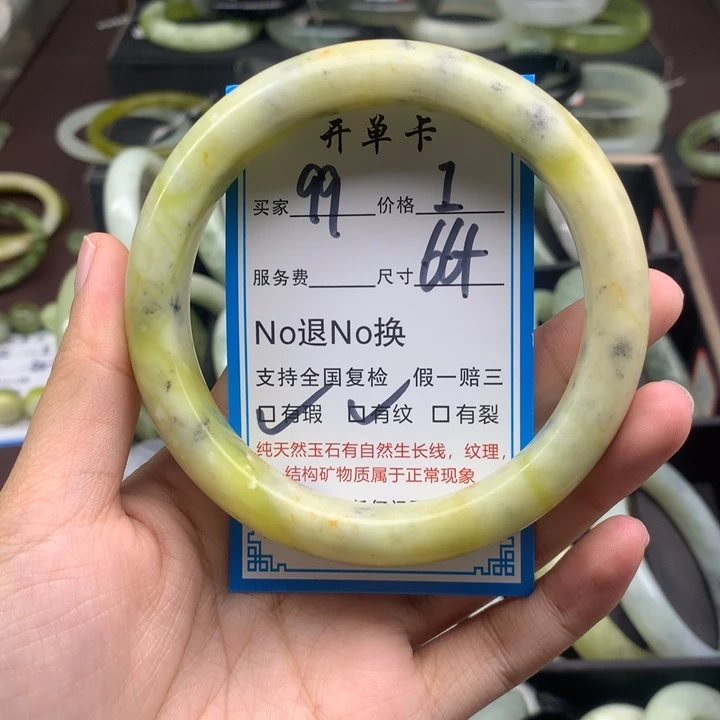 开单卡
买家 99 价格 1
服务费 尺寸 66+
No退No换
支持全国复检 假一赔三
☑有瑕 ☑有纹 □有裂
纯天然玉石有自然生长线，纹理，
结构矿物质属于正常现象